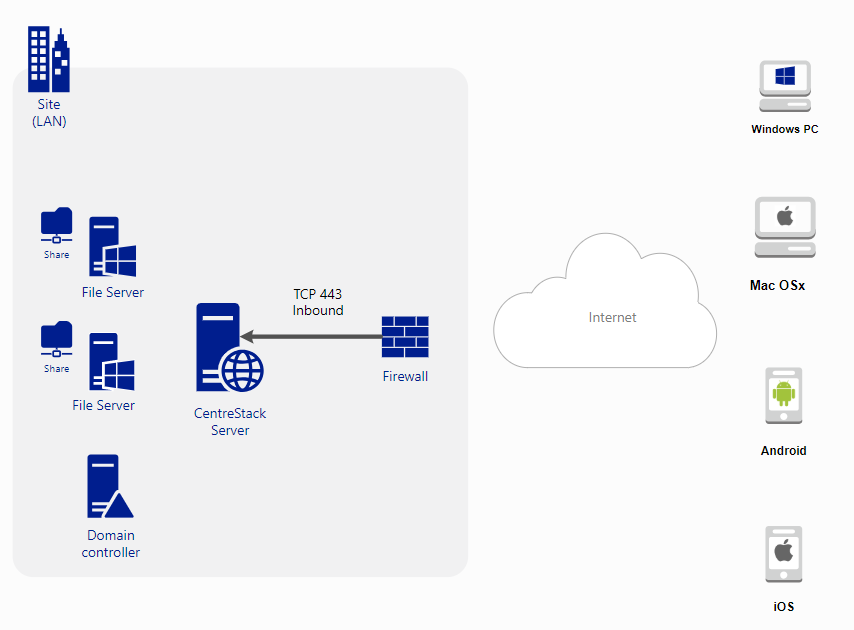 Site
(LAN)
Windows PC
Share
File Server
Mac OSx
TCP 443
Inbound
Internet
Share
File Server
Firewall
CentreStack
Server
Android
Domain
controller
iOS